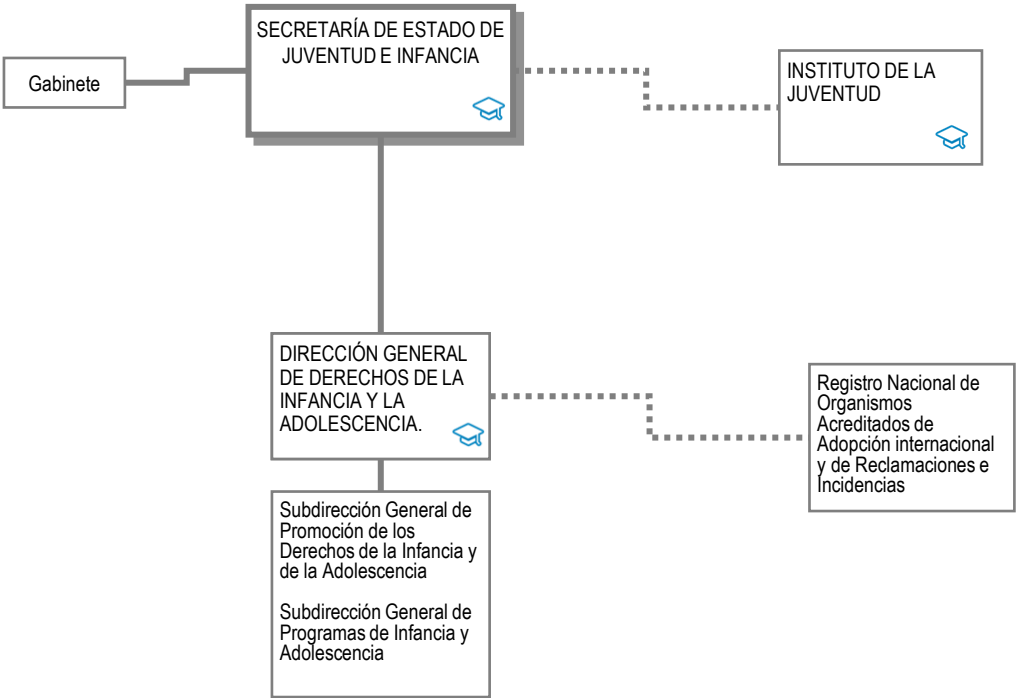 SECRETARÍA DE ESTADO DE
JUVENTUD E INFANCIA
Gabinete
INSTITUTO DE LA
JUVENTUD
DIRECCIÓN GENERAL
DE DERECHOS DE LA
INFANCIA Y LA
ADOLESCENCIA.
Registro Nacional de
Organismos
Acreditados de
Adopción internacional
y de Reclamaciones e
Incidencias
Subdirección General de
Promoción de los
Derechos de la Infancia y
de la Adolescencia
Subdirección General de
Programas de Infancia y
Adolescencia